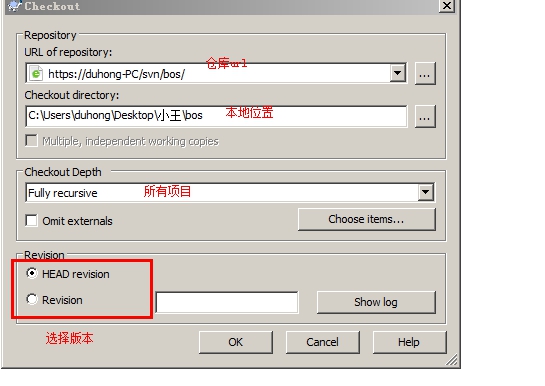 Checkout
Repository
URL of repository:
仓库url
https://duhong-PC/svn/bos/
...
Checkout directory:
C:\Users\duhong\Desktop\小王\bos
本地位置
...
Multiple, independent working copies
Checkout Depth
Fully recursive
所有项目
Omit externals
Choose items...
Revision
HEAD revision
Revision
Show log
选择版本
OK
Cancel
Help